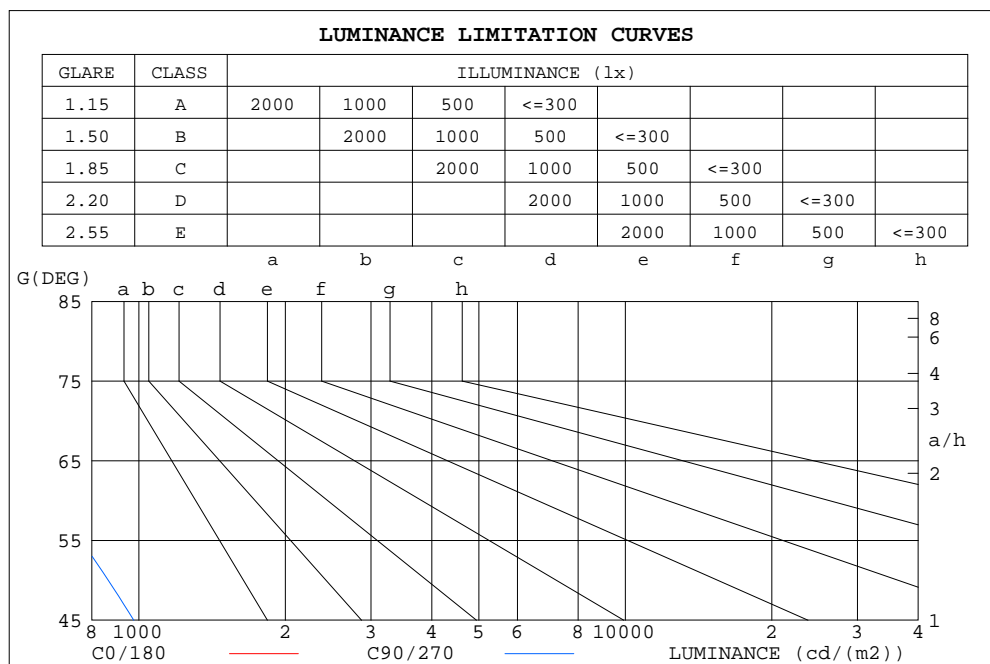 LUMINANCE LIMITATION CURVES
GLARE CLASS ILLUMINANCE (lx)
1.15 A 2000 1000 500 <=300
1.50 B 2000 1000 500 <=300
1.85 C 2000 1000 500 <=300
2.20 D 2000 1000 500 <=300
2.55 E 2000 1000 500 <=300
a b c d e f g h
G(DEG)
a b c d e f g h
85
8
6
75
4
3
a/h
65
2
55
45
1
8 1000 2 3 4 5 6 8 10000 2 3 4
C0/180 C90/270 LUMINANCE (cd/(m2))